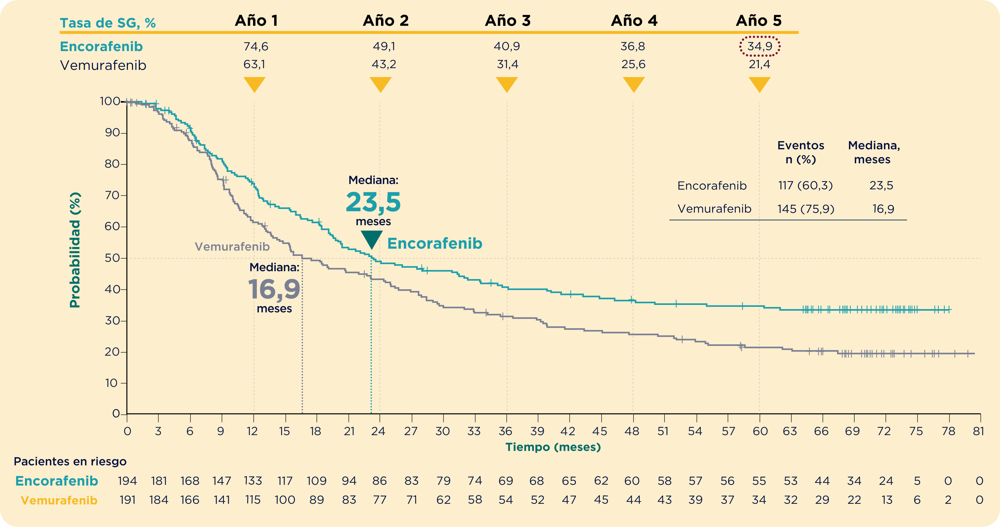 Tasa de SG, % Año 1 Año 2 Año 3 Año 4 Año 5
Encorafenib 74,6 49,1 40,9 36,8 34,9
Vemurafenib 63,1 43,2 31,4 25,6 21,4
Probabilidad (%)
100
90
80
70
60
50
40
30
20
10
0
Eventos n (%) Mediana, meses
Encorafenib 117 (60,3) 23,5
Vemurafenib 145 (75,9) 16,9
Mediana:
23,5
meses
Encorafenib
Vemurafenib
Mediana:
16,9
meses
0 3 6 9 12 15 18 21 24 27 30 33 36 39 42 45 48 51 54 57 60 63 66 69 72 75 78 81
Tiempo (meses)
Pacientes en riesgo
Encorafenib 194 181 168 147 133 117 109 94 86 83 79 74 69 68 65 62 60 58 57 56 55 53 44 34 24 5 0 0
Vemurafenib 191 184 166 141 115 100 89 83 77 71 62 58 54 52 47 45 44 43 39 37 34 32 29 22 13 6 2 0